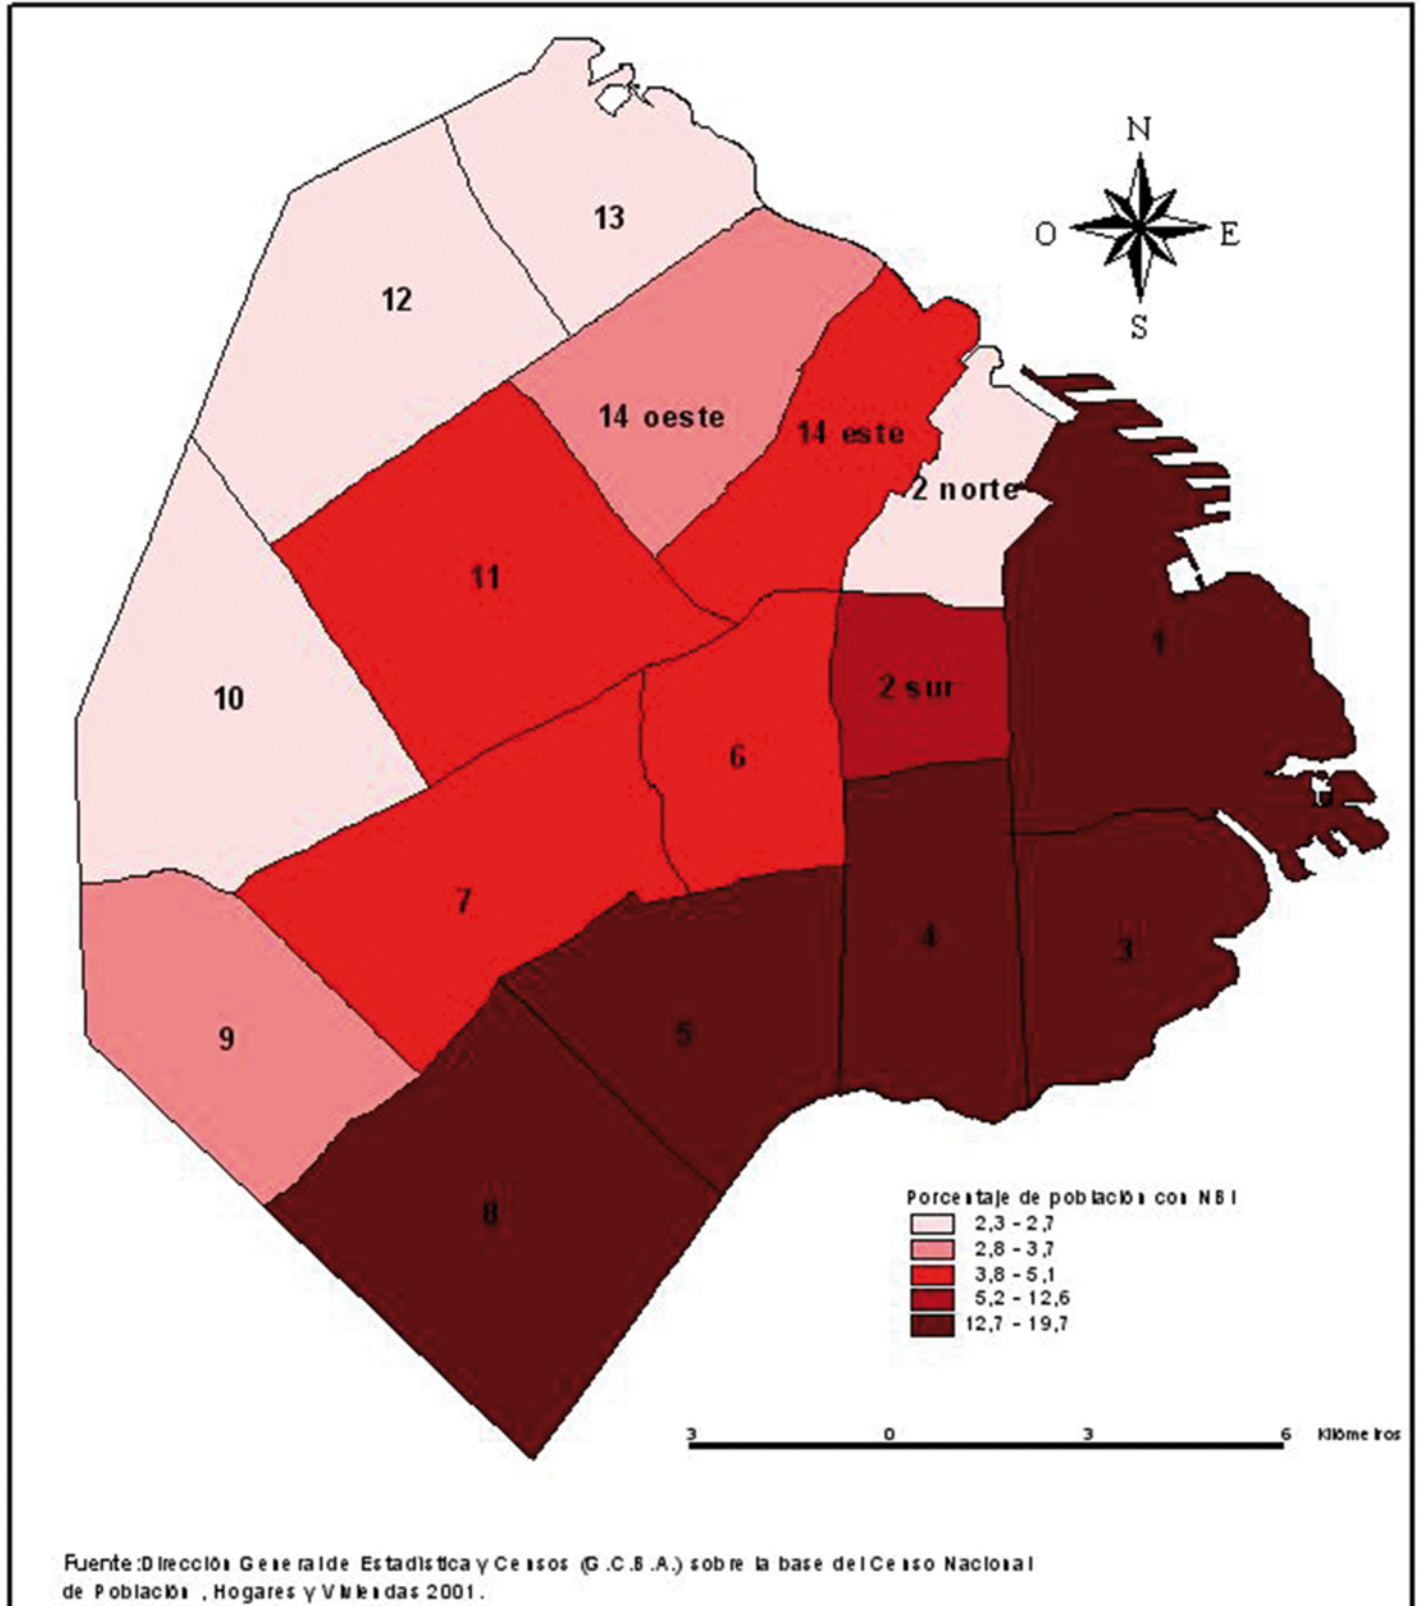 N
O E
S
13
12
14 oeste
14 este
2 norte
11
1
10
2 sur
6
7
4
3
9
5
8
Porcentaje de población con NBI
2,3 - 2,7
2,8 - 3,7
3,8 - 5,1
5,2 - 12,6
12,7 - 19,7
3 0 3 6 Kilómetros
Fuente:Dirección General de Estadística y Censos (G.C.B.A.) sobre la base del Censo Nacional
de Población , Hogares y Viviendas 2001.